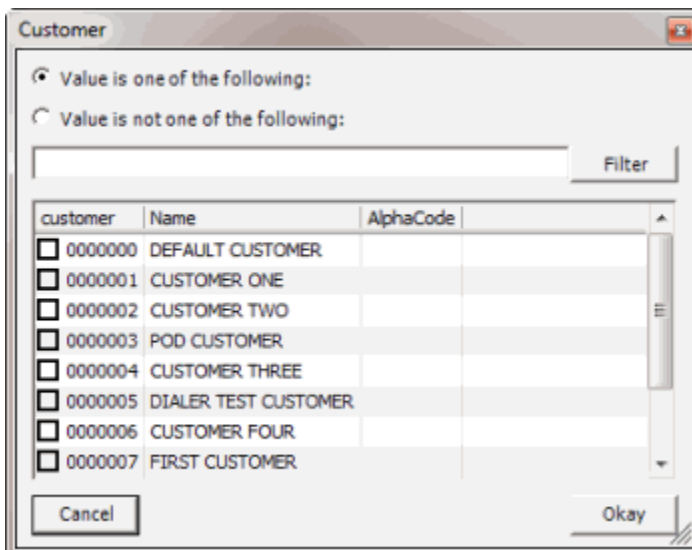 Customer
Value is one of the following:
Value is not one of the following:
Filter
customer Name AlphaCode
0000000 DEFAULT CUSTOMER
0000001 CUSTOMER ONE
0000002 CUSTOMER TWO
0000003 POD CUSTOMER
0000004 CUSTOMER THREE
0000005 DIALER TEST CUSTOMER
0000006 CUSTOMER FOUR
0000007 FIRST CUSTOMER
Cancel Okay